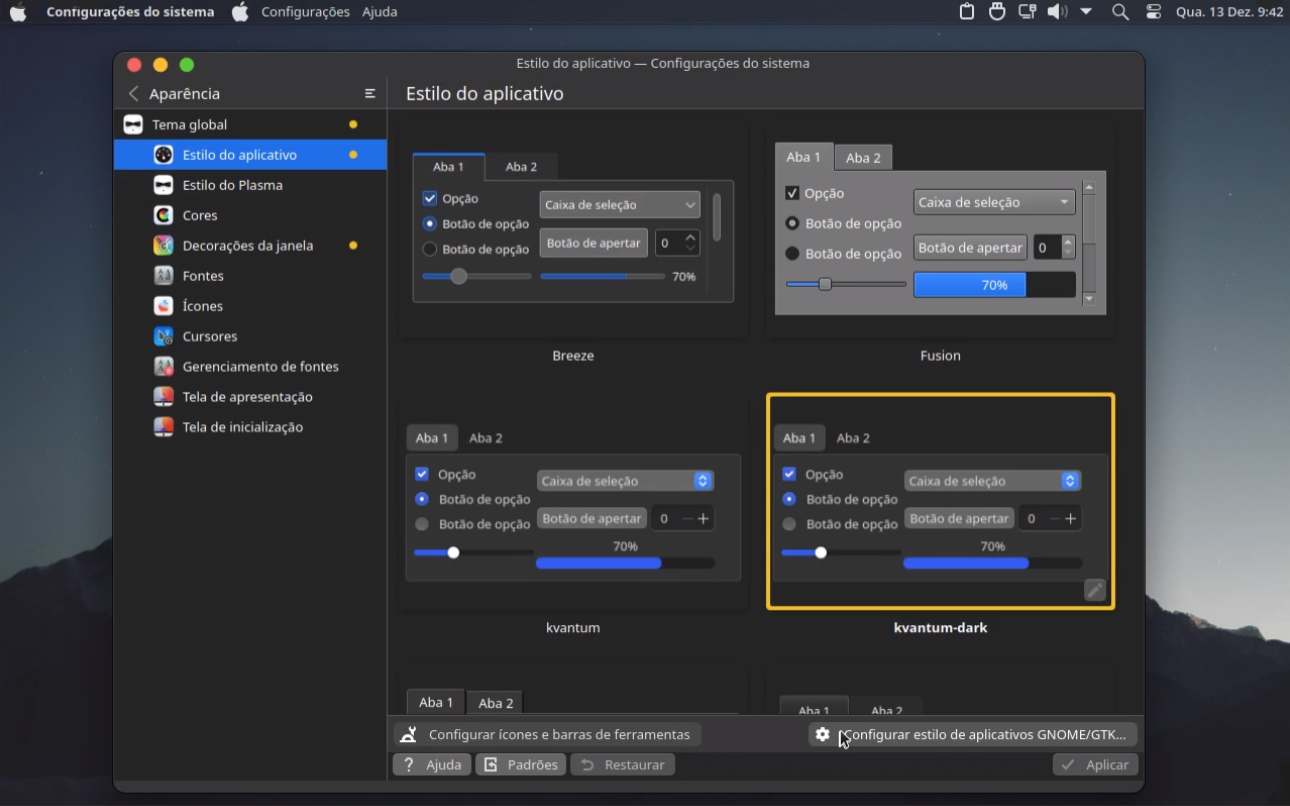 Configurações do sistema Configurações Ajuda Qua. 13 Dez. 9:42
Estilo do aplicativo — Configurações do sistema
Aparência
Estilo do aplicativo
Tema global
Estilo do aplicativo
Estilo do Plasma
Cores
Decorações da janela
Fontes
Ícones
Cursores
Gerenciamento de fontes
Tela de apresentação
Tela de inicialização
Aba 1 Aba 2
Opção Caixa de seleção
Botão de opção
Botão de apertar 0
Botão de opção
70%
Breeze
Aba 1 Aba 2
Opção
Caixa de seleção
Botão de opção
Botão de apertar 0
Botão de opção
70%
Fusion
Aba 1 Aba 2
Opção Caixa de seleção
Botão de opção
Botão de apertar 0
Botão de opção
70%
kvantum
Aba 1 Aba 2
Opção Caixa de seleção
Botão de opção
Botão de apertar 0
Botão de opção
70%
kvantum-dark
Aba 1 Aba 2
Aba 1 Aba 2
Configurar ícones e barras de ferramentas
Configurar estilo de aplicativos GNOME/GTK...
? Ajuda Padrões Restaurar Aplicar